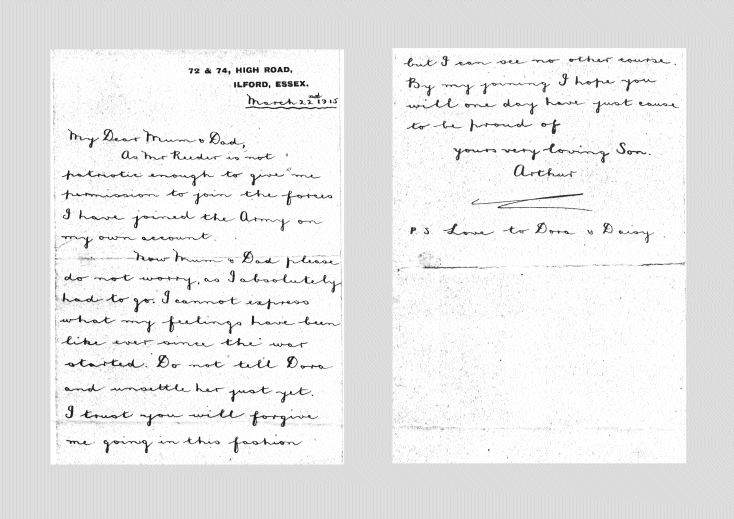 72 & 74, HIGH ROAD,
ILFORD, ESSEX.
March 22nd 1915
My Dear Mum & Dad,
As Mr Reeder is not
patriotic enough to give me
permission to join the forces
I have joined the Army on
my own account.
Now Mum & Dad please
do not worry, as I absolutely
had to go. I cannot express
what my feelings have been
like ever since the war
started. Do not tell Dora
and unsettle her just yet.
I trust you will forgive
me going in this fashion
but I can see no other course.
By my joining I hope you
will one day have just cause
to be proud of
yours very loving Son.
Arthur
P.S. Love to Dora & Daisy